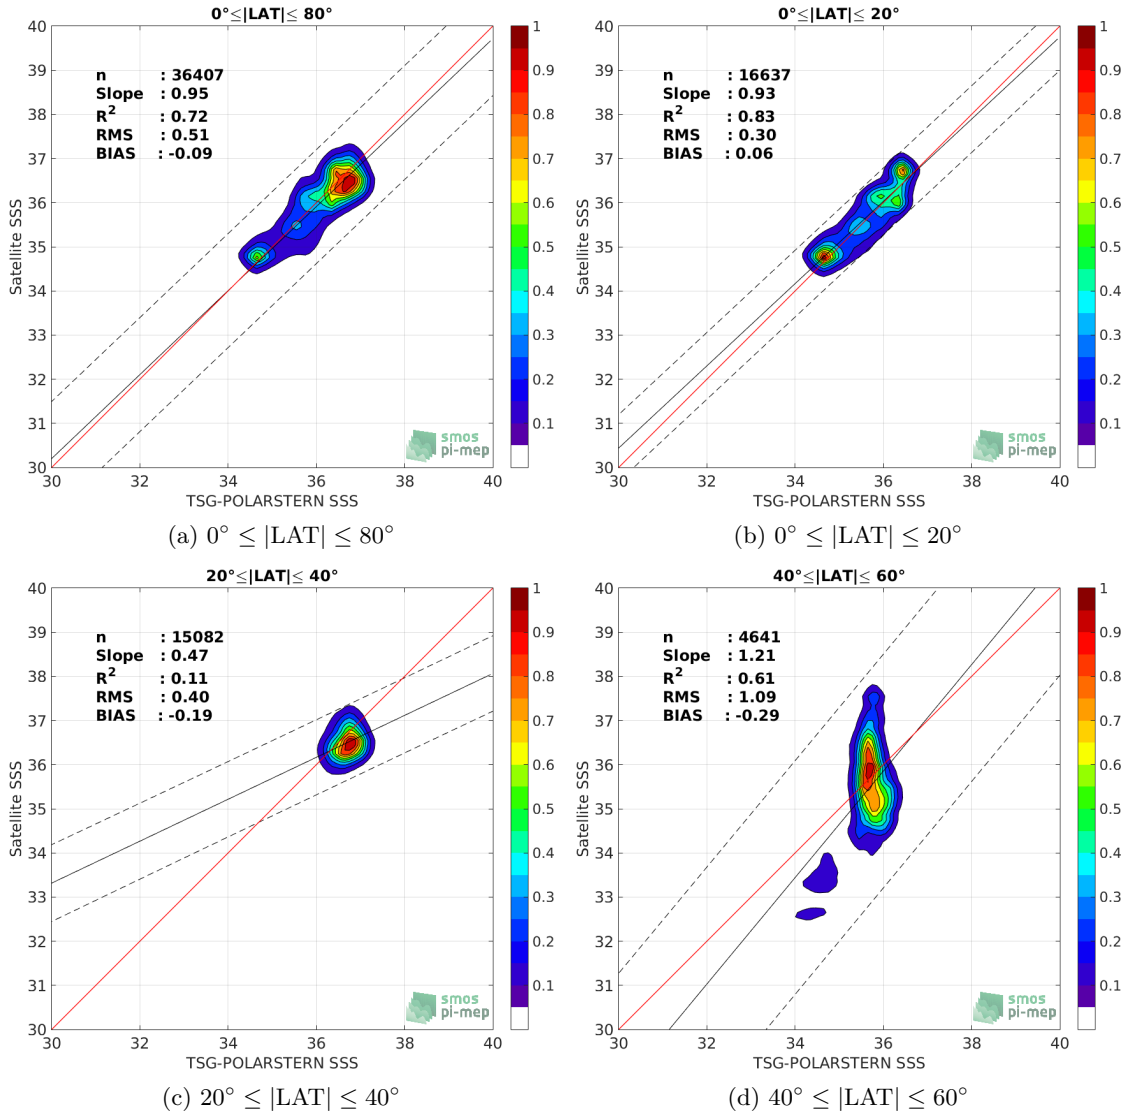 0°≤|LAT|≤ 80°
n : 36407
Slope : 0.95
R² : 0.72
RMS : 0.51
BIAS : -0.09
Satellite SSS
40
39
38
37
36
35
34
33
32
31
30
30 32 34 36 38 40
TSG-POLARSTERN SSS
1
0.9
0.8
0.7
0.6
0.5
0.4
0.3
0.2
0.1
smos
pi-mep
(a) 0° ≤ |LAT| ≤ 80°
0°≤|LAT|≤ 20°
n : 16637
Slope : 0.93
R² : 0.83
RMS : 0.30
BIAS : 0.06
Satellite SSS
40
39
38
37
36
35
34
33
32
31
30
30 32 34 36 38 40
TSG-POLARSTERN SSS
1
0.9
0.8
0.7
0.6
0.5
0.4
0.3
0.2
0.1
smos
pi-mep
(b) 0° ≤ |LAT| ≤ 20°
20°≤|LAT|≤ 40°
n : 15082
Slope : 0.47
R² : 0.11
RMS : 0.40
BIAS : -0.19
Satellite SSS
40
39
38
37
36
35
34
33
32
31
30
30 32 34 36 38 40
TSG-POLARSTERN SSS
1
0.9
0.8
0.7
0.6
0.5
0.4
0.3
0.2
0.1
smos
pi-mep
(c) 20° ≤ |LAT| ≤ 40°
40°≤|LAT|≤ 60°
n : 4641
Slope : 1.21
R² : 0.61
RMS : 1.09
BIAS : -0.29
Satellite SSS
40
39
38
37
36
35
34
33
32
31
30
30 32 34 36 38 40
TSG-POLARSTERN SSS
1
0.9
0.8
0.7
0.6
0.5
0.4
0.3
0.2
0.1
smos
pi-mep
(d) 40° ≤ |LAT| ≤ 60°